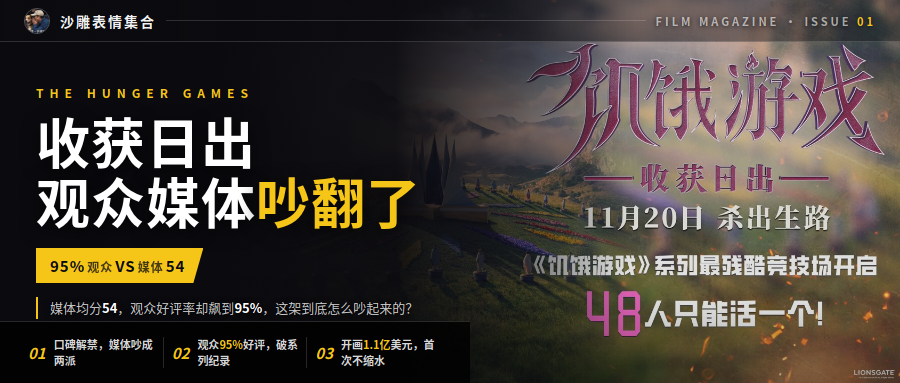 沙雕表情集合
FILM MAGAZINE • ISSUE 01
THE HUNGER GAMES
收获日出
观众媒体吵翻了
95% 观众 VS 媒体 54
媒体均分54，观众好评率却飙到95%，这架到底怎么吵起来的？
01 口碑解禁，媒体吵成
两派
02 观众95%好评，破系
列纪录
03 开画1.1亿美元，首
次不缩水
饥饿游戏
收获日出
11月20日 杀出生路
《饥饿游戏》系列最残酷竞技场开启
48人只能活一个！
LIONSGATE